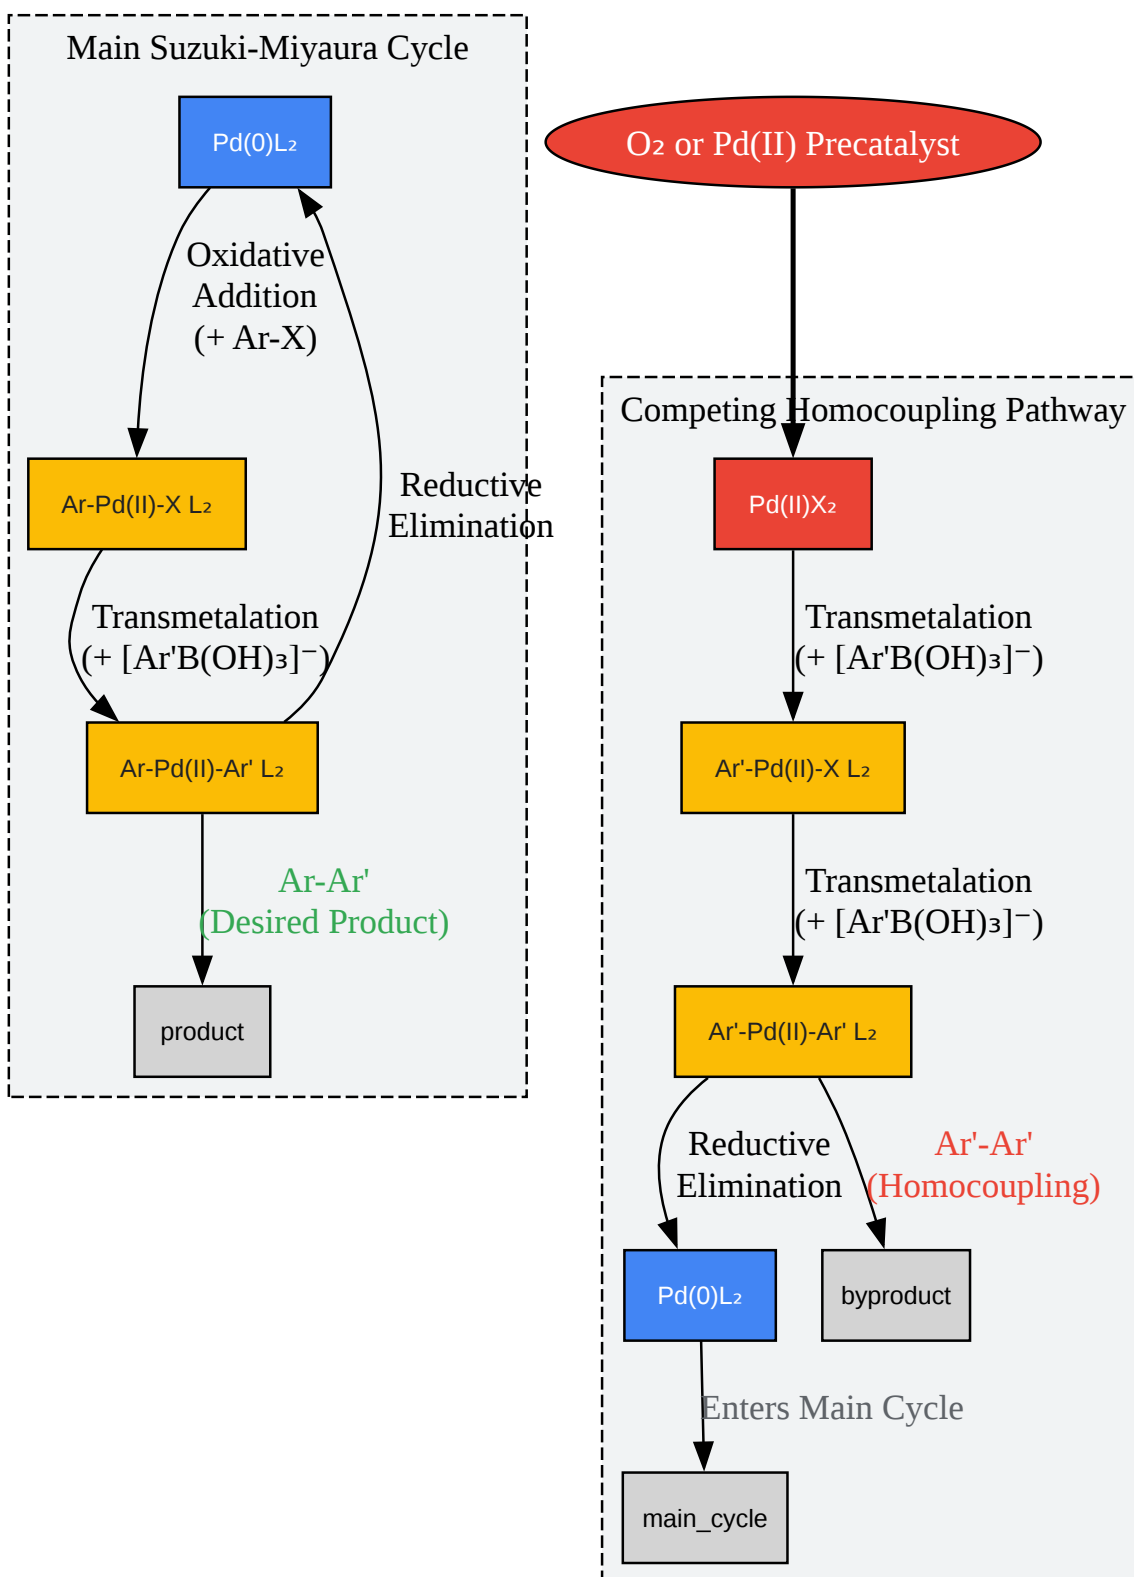 Main Suzuki-Miyaura Cycle
Pd(0)L₂
Oxidative
Addition
(+ Ar-X)
Ar-Pd(II)-X L₂
Reductive
Elimination
Transmetalation
(+ [Ar'B(OH)₃]⁻)
Ar-Pd(II)-Ar' L₂
Ar-Ar'
(Desired Product)
product
O₂ or Pd(II) Precatalyst
Competing Homocoupling Pathway
Pd(II)X₂
Transmetalation
(+ [Ar'B(OH)₃]⁻)
Ar'-Pd(II)-X L₂
Transmetalation
(+ [Ar'B(OH)₃]⁻)
Ar'-Pd(II)-Ar' L₂
Reductive
Elimination
Ar'-Ar'
(Homocoupling)
Pd(0)L₂
byproduct
Enters Main Cycle
main_cycle